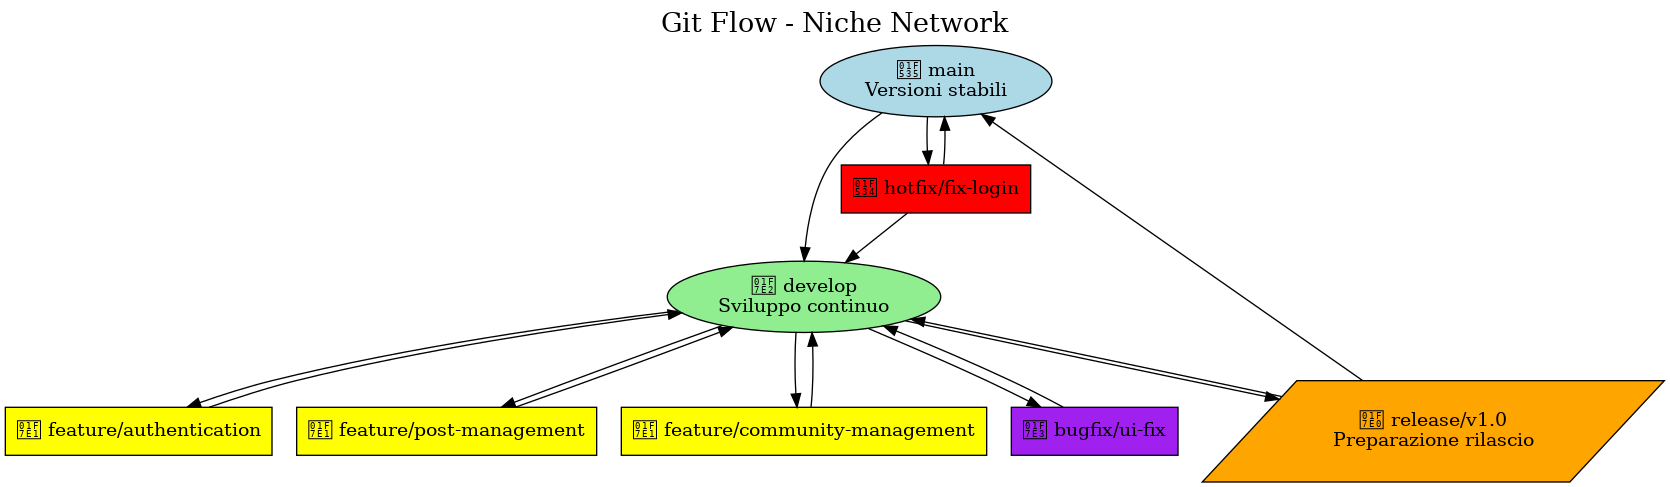 Git Flow - Niche Network
🔵 main
Versioni stabili
🔴 hotfix/fix-login
🟢 develop
Sviluppo continuo
🟡 feature/authentication
🟡 feature/post-management
🟡 feature/community-management
🟣 bugfix/ui-fix
🟠 release/v1.0
Preparazione rilascio